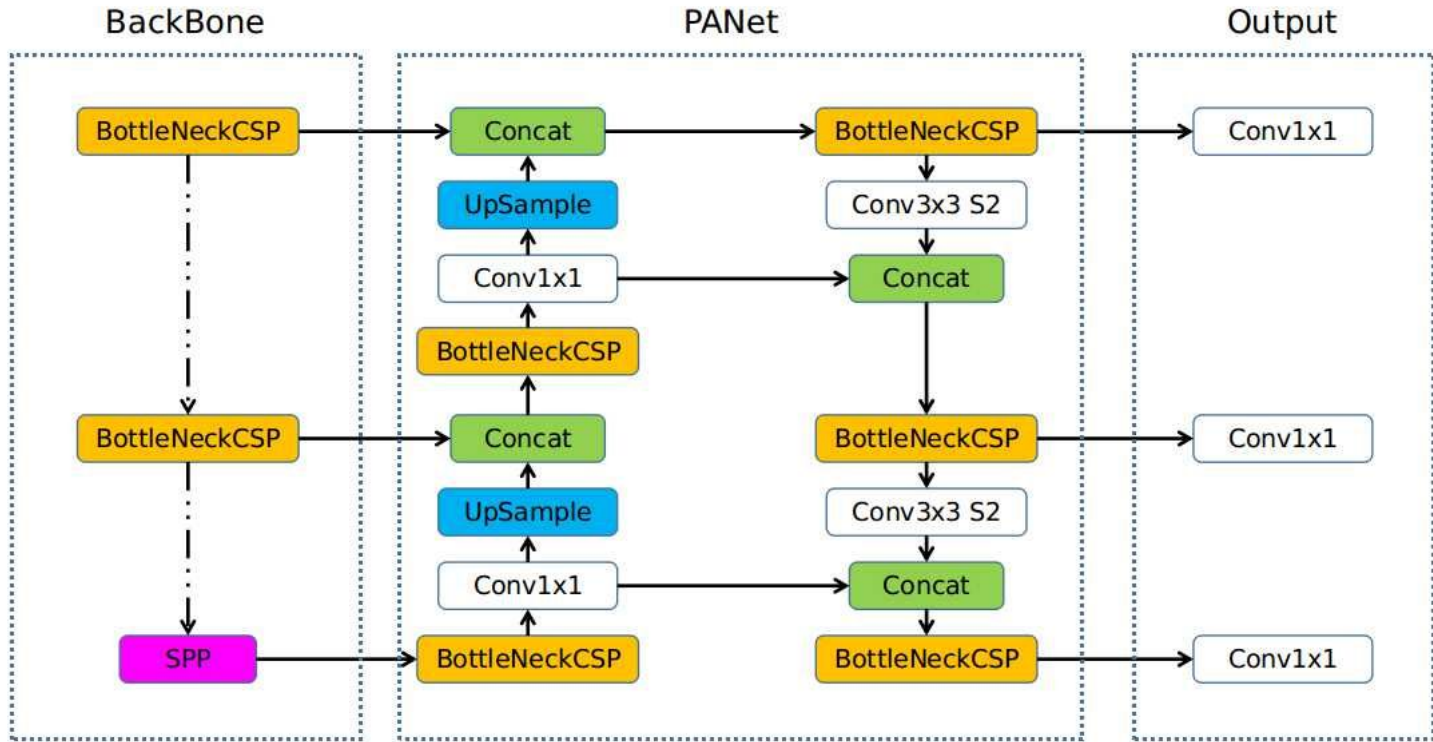 BackBone
PANet
Output
BottleNeckCSP
Concat
BottleNeckCSP
Conv1x1
UpSample
Conv3x3 S2
Conv1x1
Concat
BottleNeckCSP
BottleNeckCSP
Concat
BottleNeckCSP
Conv1x1
UpSample
Conv3x3 S2
Conv1x1
Concat
SPP
BottleNeckCSP
BottleNeckCSP
Conv1x1